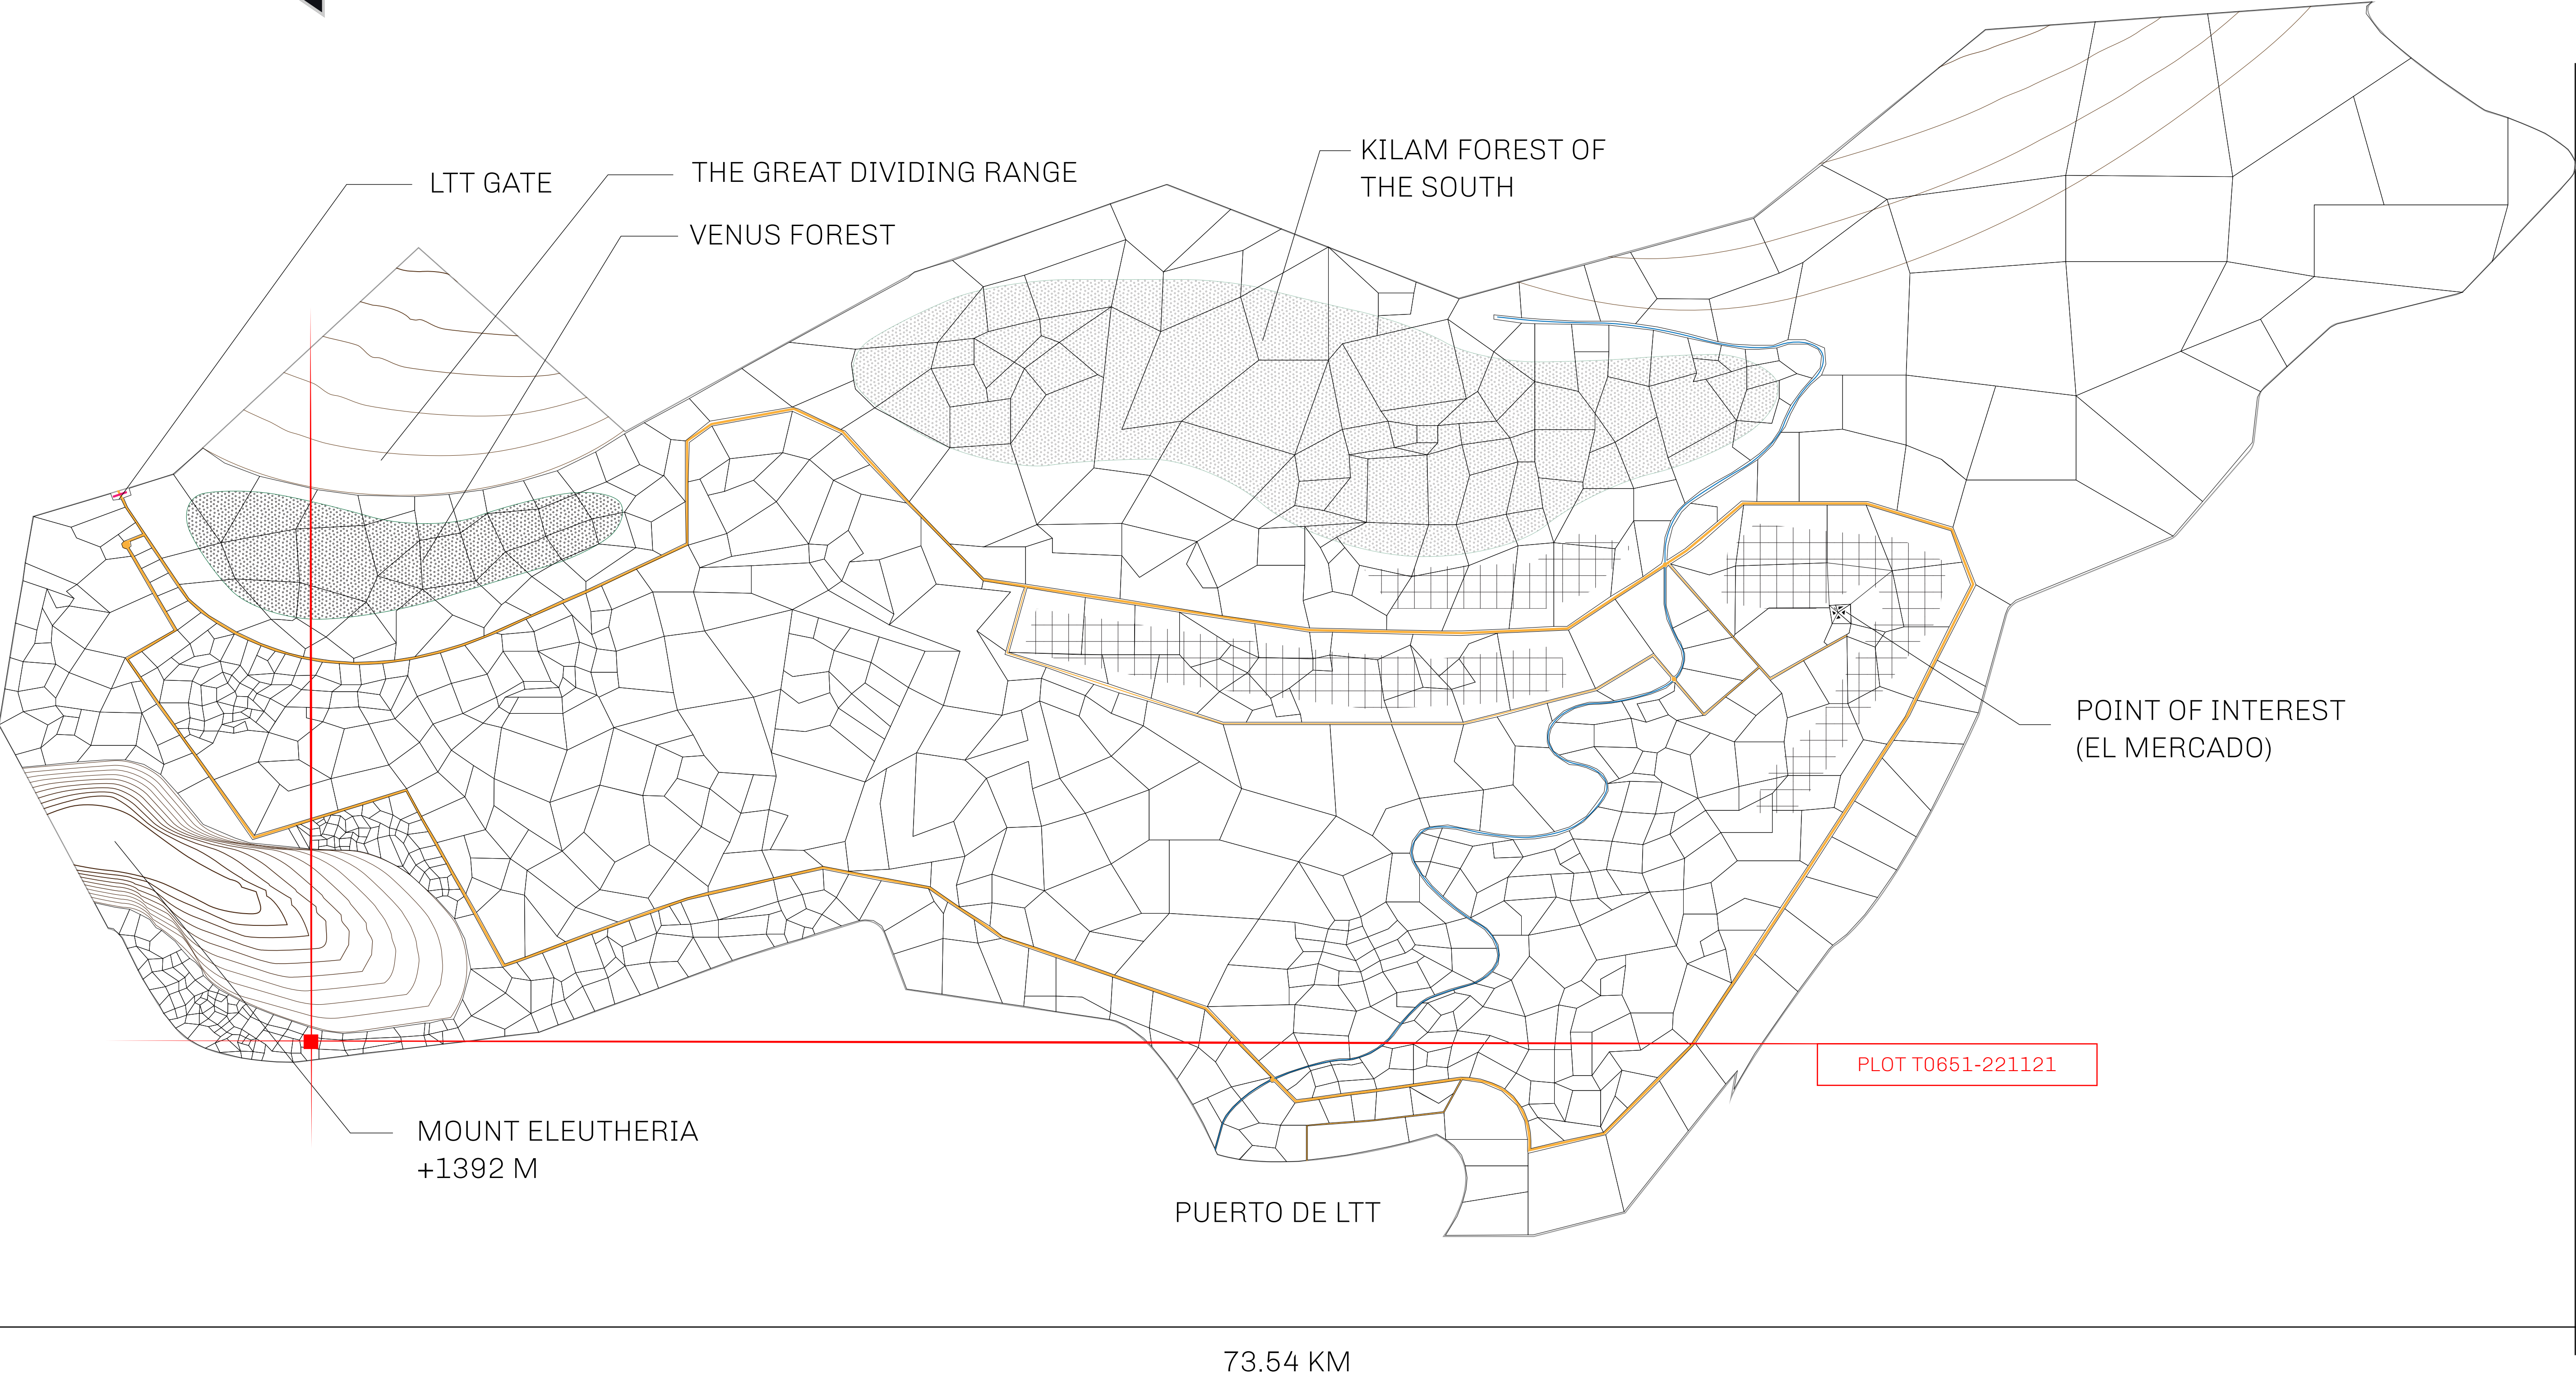 KILAM FOREST OF
THE SOUTH
LTT GATE
THE GREAT DIVIDING RANGE
VENUS FOREST
POINT OF INTEREST
(EL MERCADO)
PLOT T0651-221121
MOUNT ELEUTHERIA
+1392 M
PUERTO DE LTT
73.54 KM